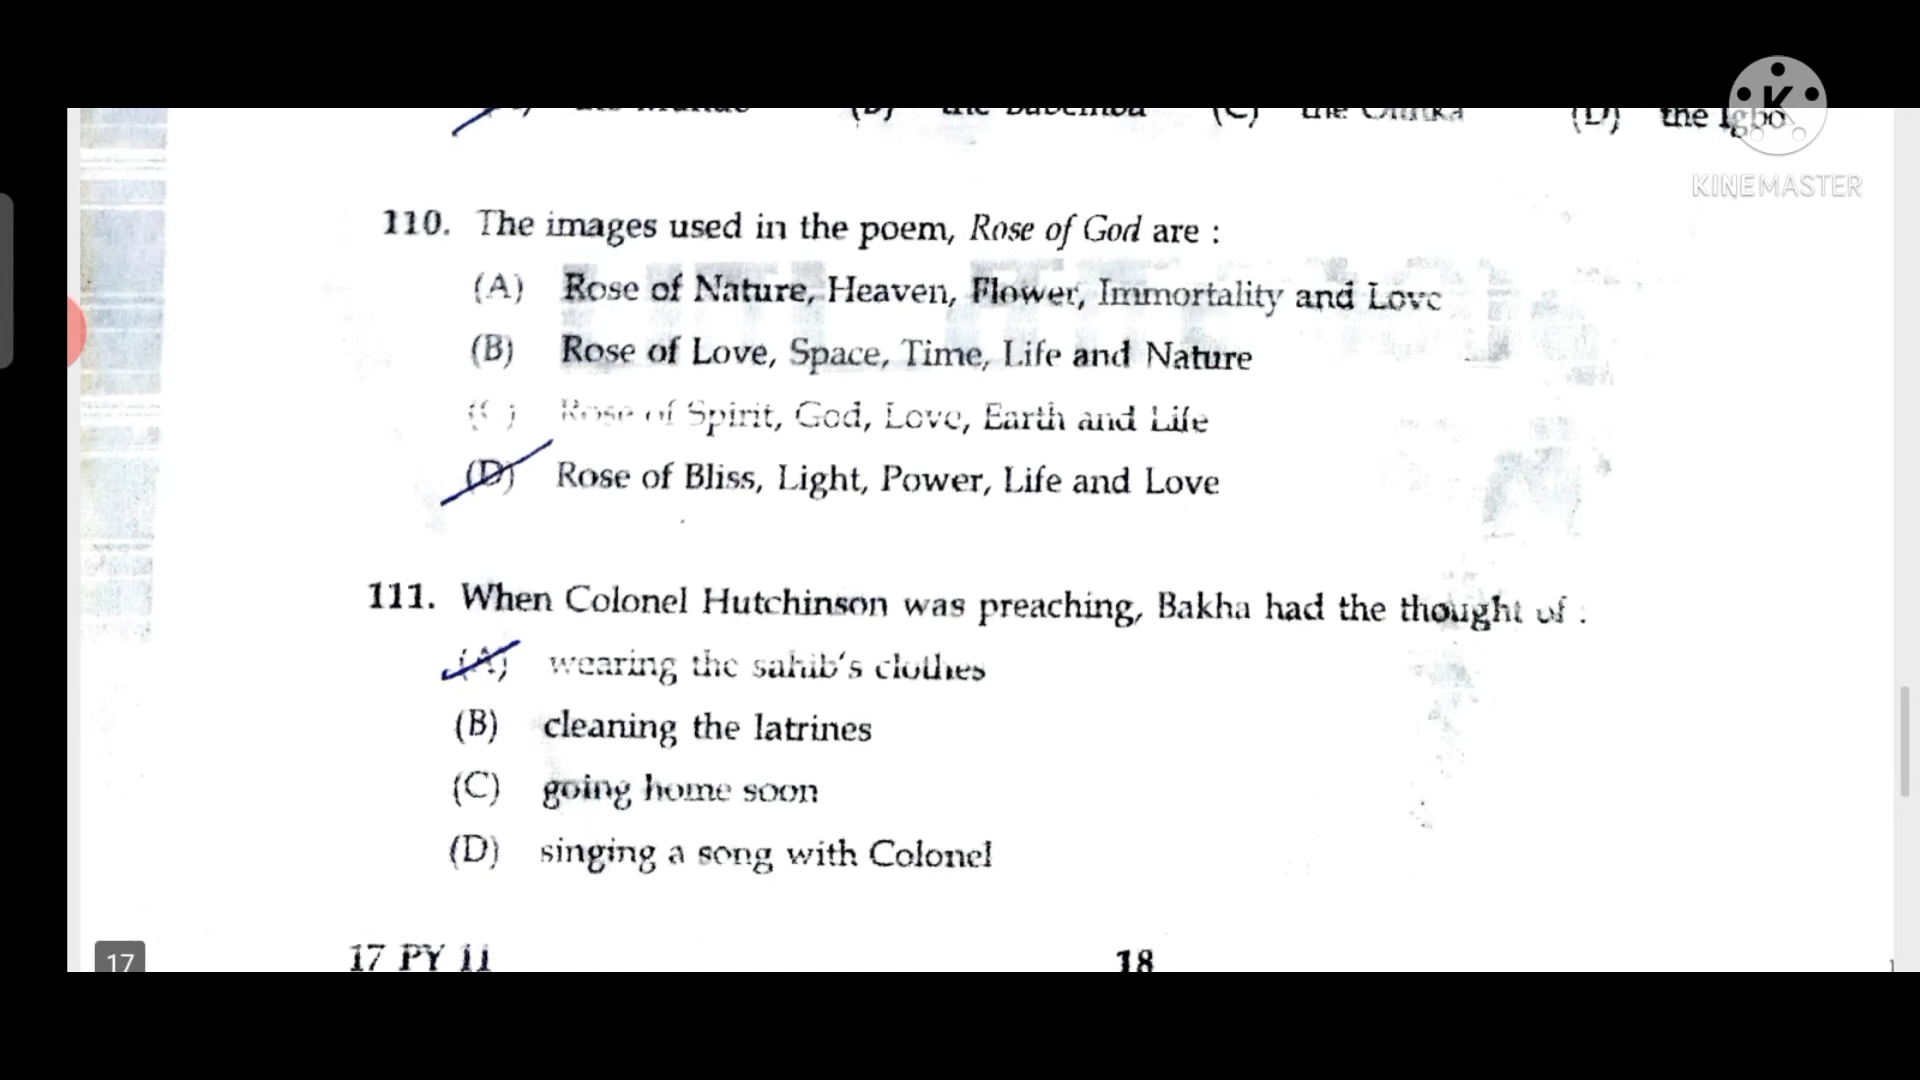 (D) the Igbo
K
KINEMASTER
110. The images used in the poem, Rose of God are :
(A) Rose of Nature, Heaven, Flower, Immortality and Love
(B) Rose of Love, Space, Time, Life and Nature
(C) Rose of Spirit, God, Love, Earth and Life
(D) Rose of Bliss, Light, Power, Life and Love
111. When Colonel Hutchinson was preaching, Bakha had the thought of :
(A) wearing the sahib's clothes
(B) cleaning the latrines
(C) going home soon
(D) singing a song with Colonel
17
17 PY 11
18